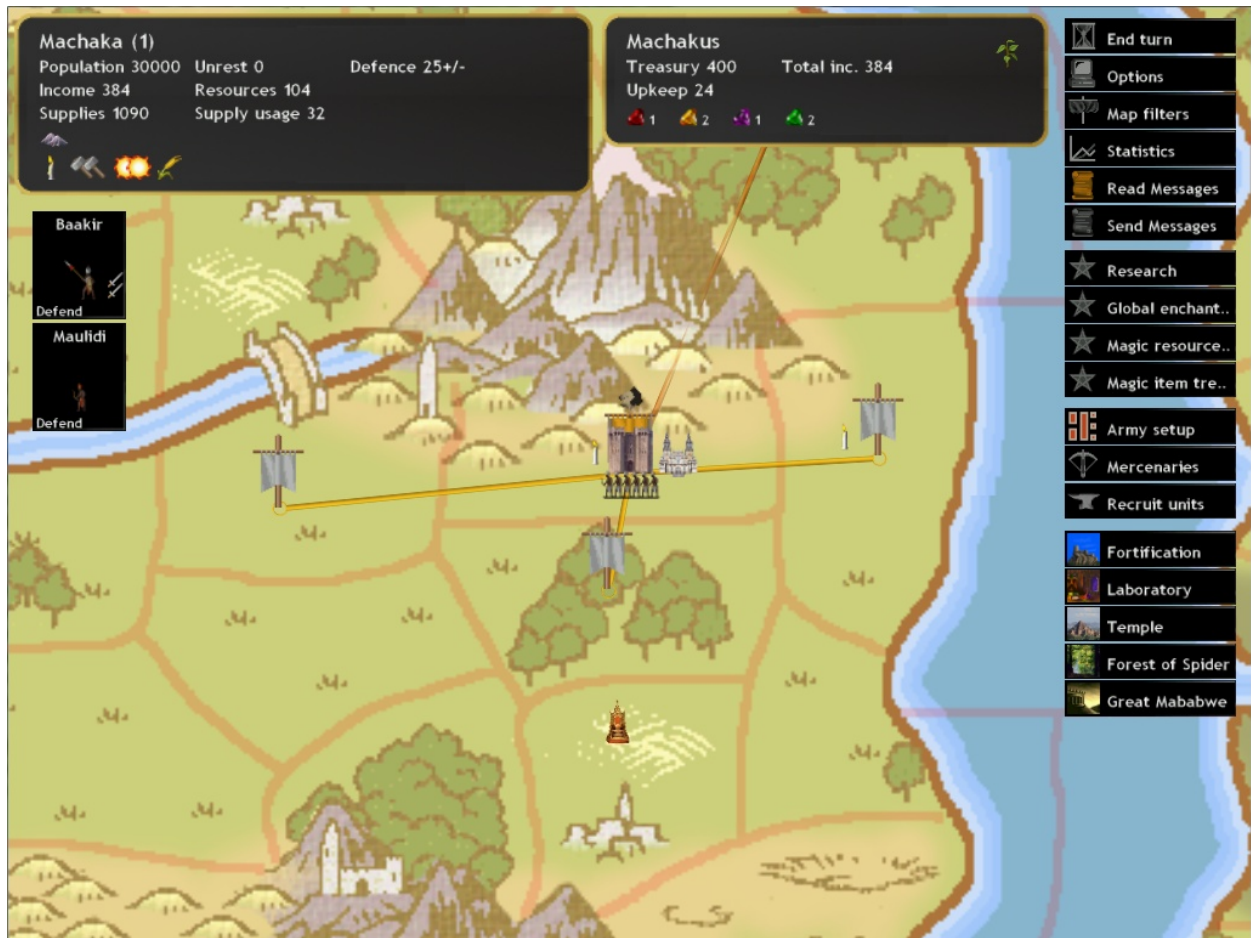 Machaka (1)
Population 30000 Unrest 0 Defence 25+/-
Income 384 Resources 104
Supplies 1090 Supply usage 32
Machakus
Treasury 400 Total inc. 384
Upkeep 24
1 2 1 2
Baakir
Defend
Maulidi
Defend
End turn
Options
Map filters
Statistics
Read Messages
Send Messages
Research
Global enchant..
Magic resource..
Magic item tre..
Army setup
Mercenaries
Recruit units
Fortification
Laboratory
Temple
Forest of Spider
Great Mababwe